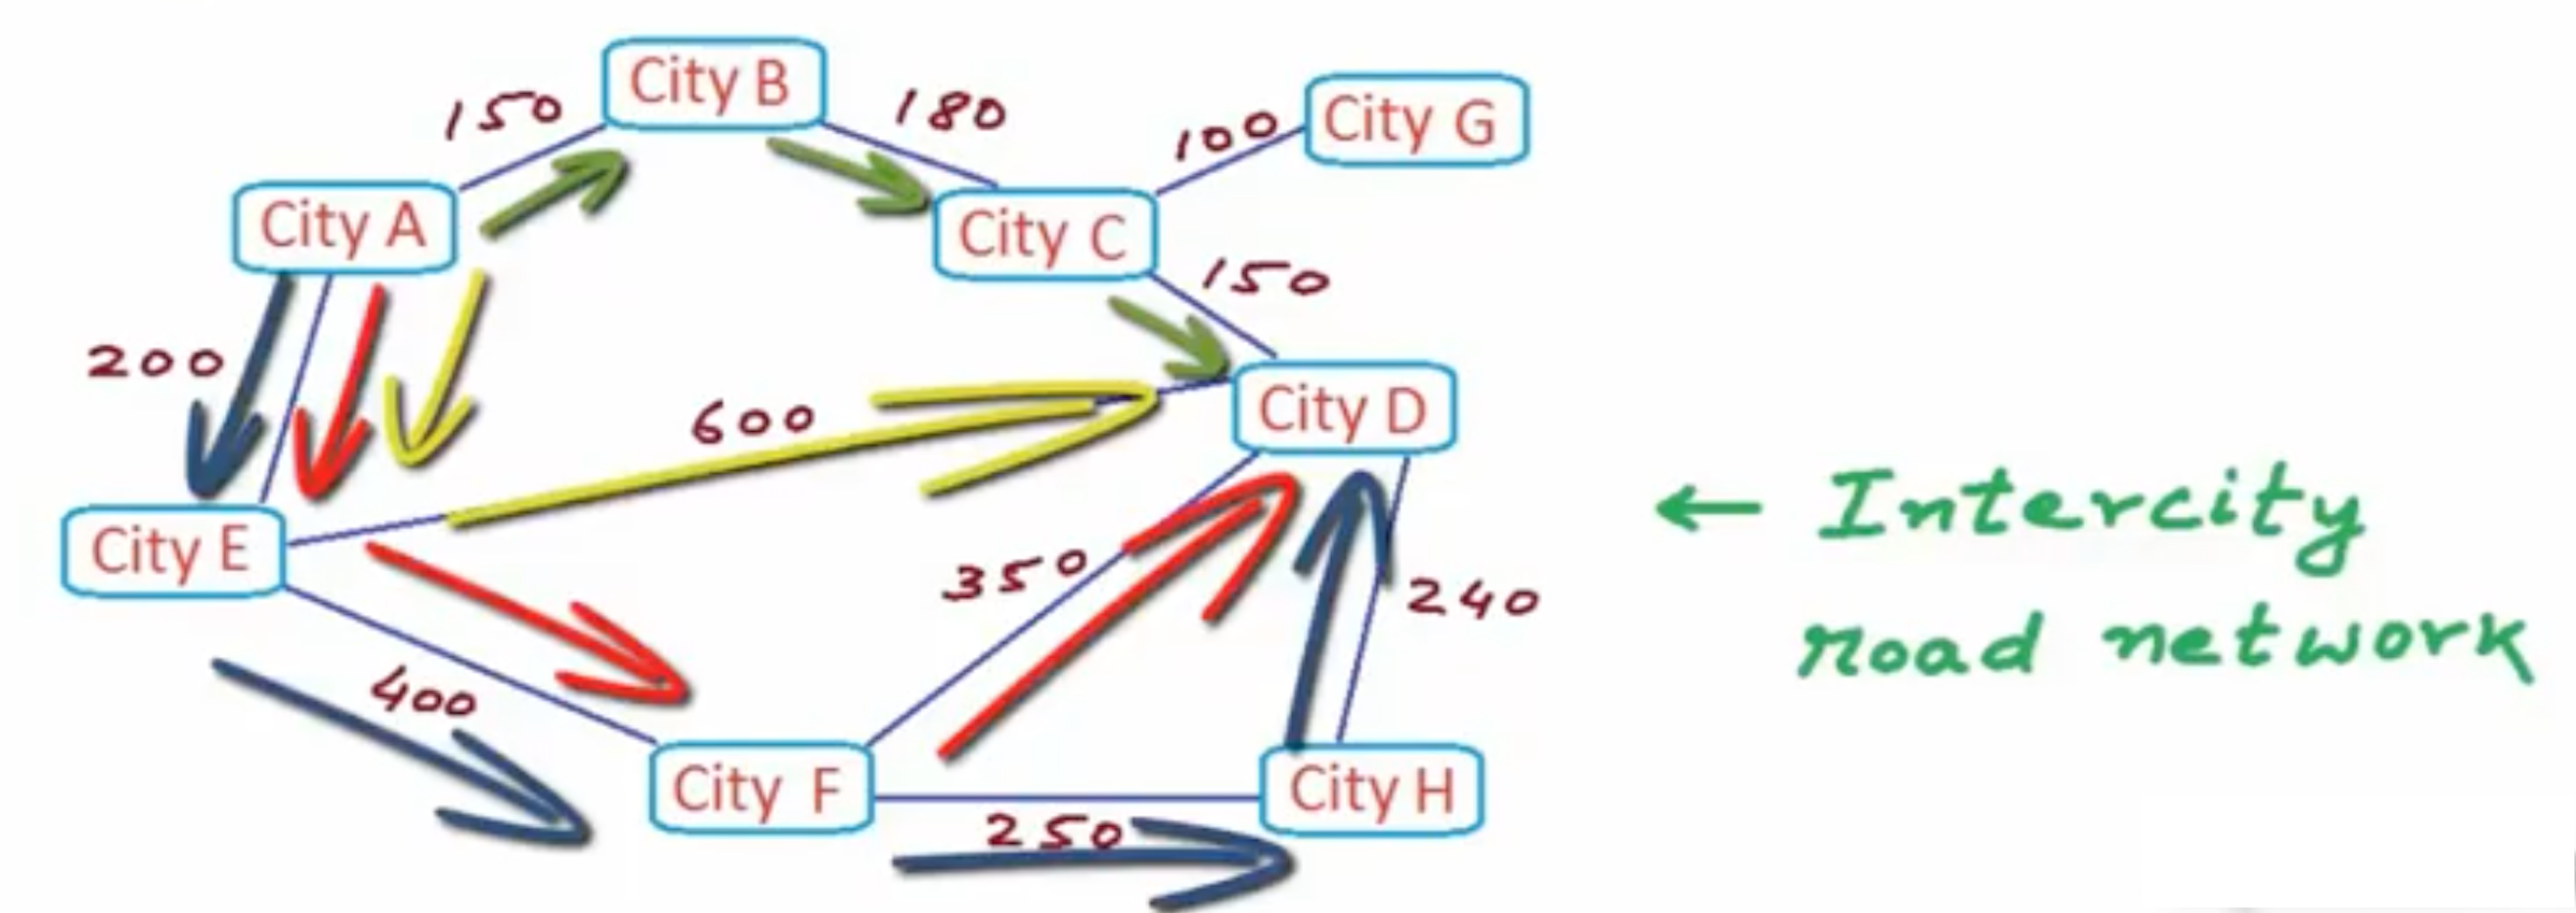 City B
150
180
City G
100
City A
City C
150
200
City D
600
← Intercity
City E
350
240
road network
400
City F
City H
250